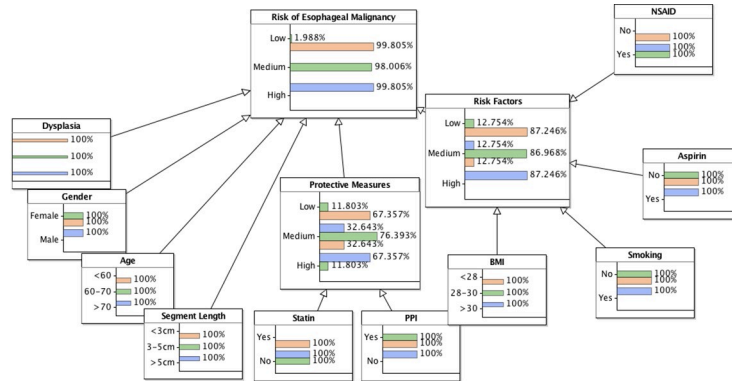 Risk of Esophageal Malignancy
Low
1.988%
99.805%
Medium
98.006%
High
99.805%
NSAID
No
100%
100%
Yes
100%
Risk Factors
Low
12.754%
87.246%
12.754%
Medium
86.968%
12.754%
High
87.246%
Dysplasia
100%
100%
100%
Aspirin
No
100%
100%
Yes
100%
Gender
Female
100%
100%
100%
Male
Protective Measures
Low
11.803%
67.357%
32.643%
Medium
76.393%
32.643%
67.357%
High
11.803%
Age
<60
100%
60-70
100%
>70
100%
BMI
<28
100%
28-30
100%
>30
100%
Smoking
No
100%
100%
Yes
100%
Segment Length
<3cm
100%
3-5cm
100%
>5cm
100%
Statin
Yes
100%
100%
No
100%
PPI
Yes
100%
100%
No
100%